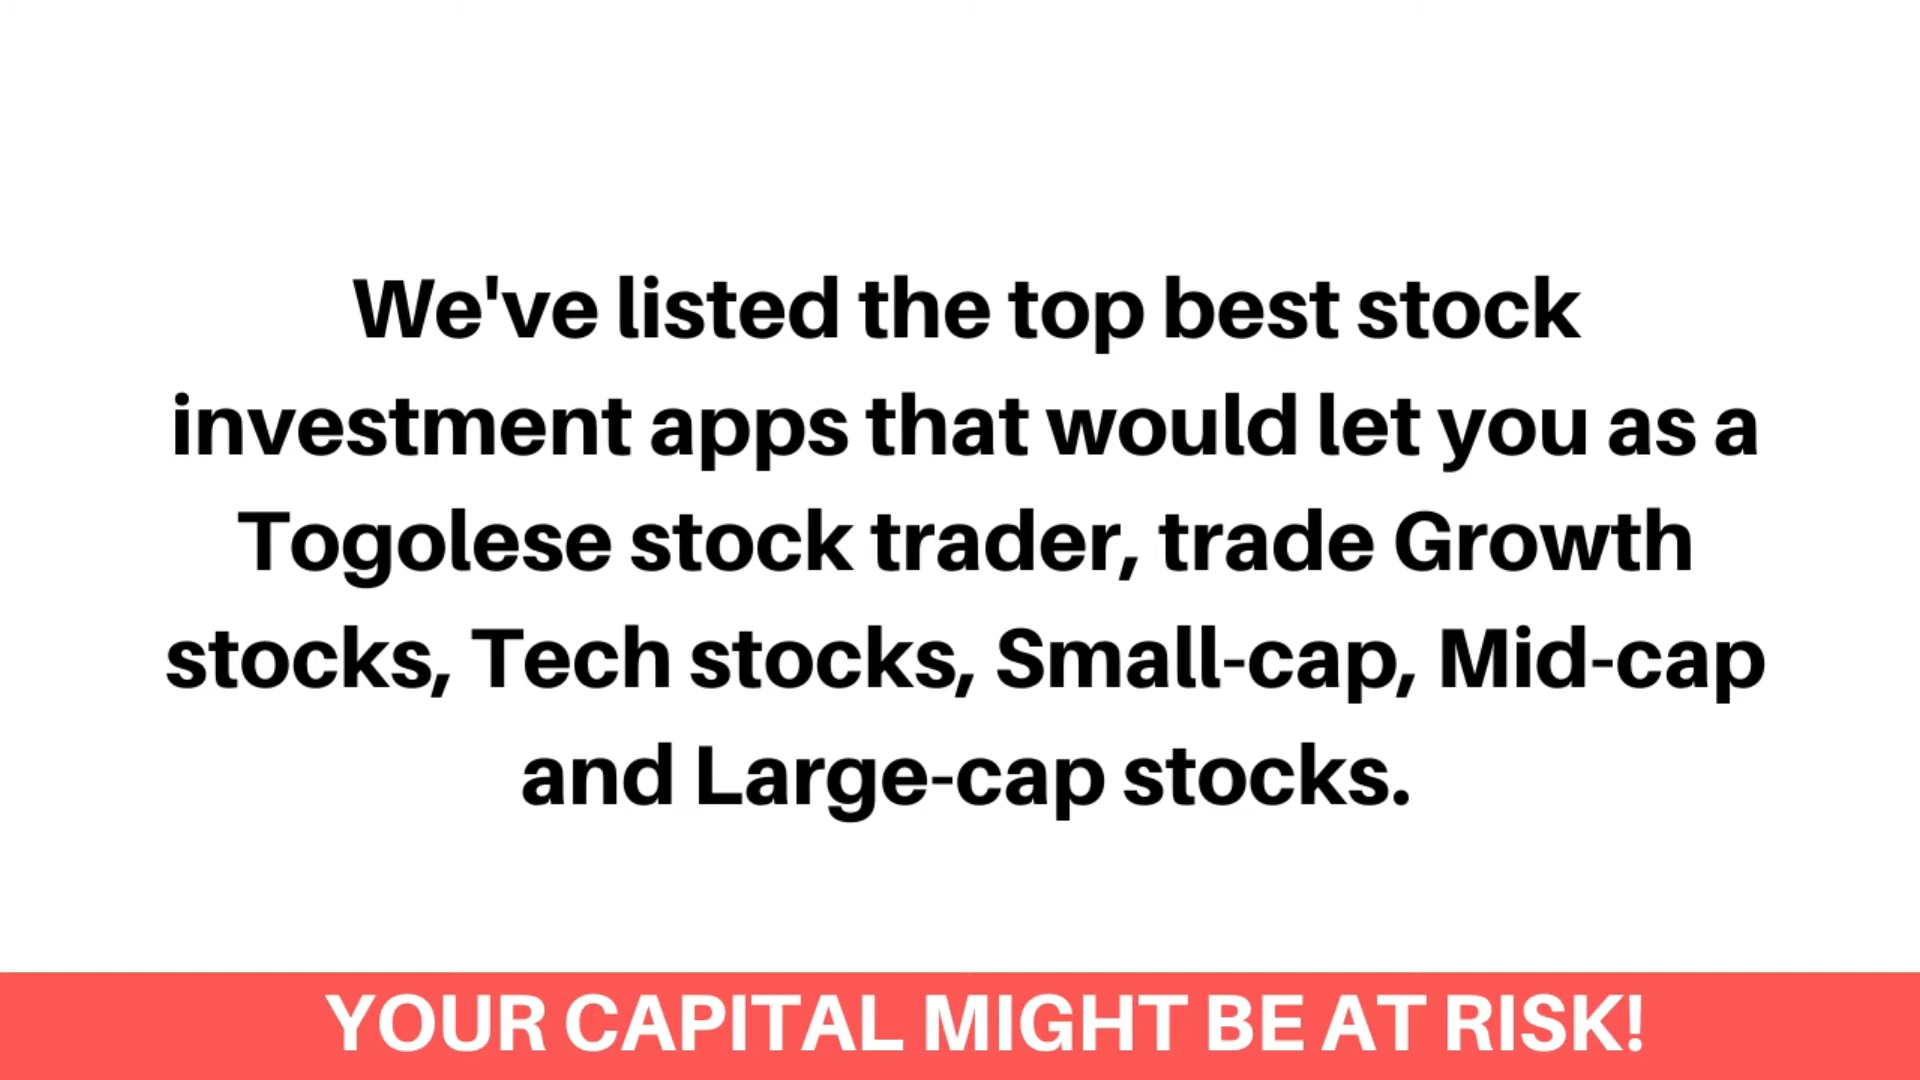 We've listed the top best stock
investment apps that would let you as a
Togolese stock trader, trade Growth
stocks, Tech stocks, Small-cap, Mid-cap
and Large-cap stocks.
YOUR CAPITAL MIGHT BE AT RISK!